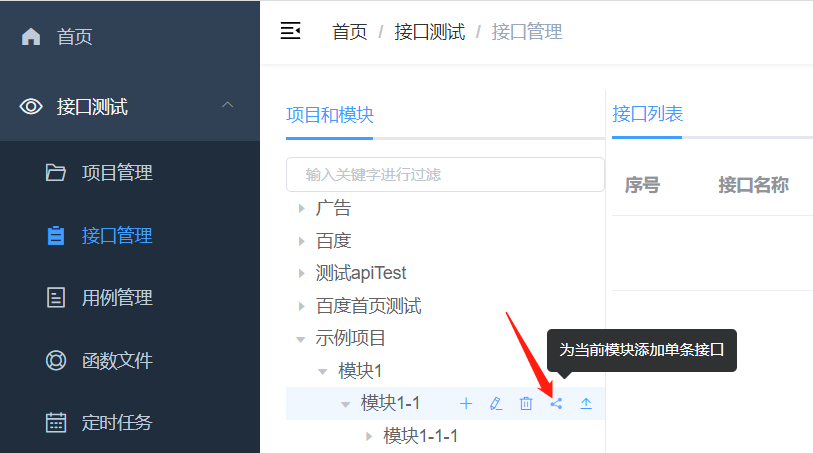 首页
接口测试
项目管理
接口管理
用例管理
函数文件
定时任务
首页 / 接口测试 / 接口管理
项目和模块
输入关键字进行过滤
广告
百度
测试apiTest
百度首页测试
示例项目
模块1
模块1-1
模块1-1-1
为当前模块添加单条接口
接口列表
序号 接口名称